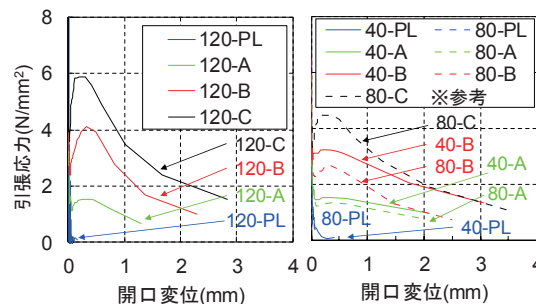 引張応力(N/mm²)
8
6
4
2
0
120-PL
120-A
120-B
120-C
120-C
120-B
120-A
120-PL
0 1 2 3 4
開口変位(mm)
40-PL 80-PL
40-A 80-A
40-B 80-B
80-C ※参考
80-C
40-B
80-B
40-A
80-A
80-PL
40-PL
0 1 2 3 4
開口変位(mm)